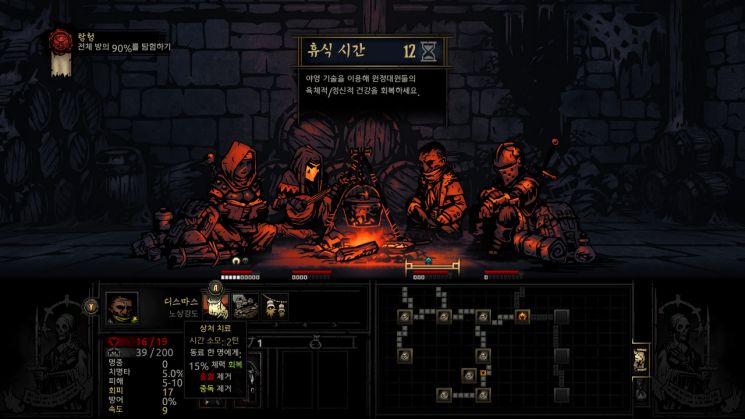 탐험
전체 방의 90%를 탐험하기
휴식 시간 12
야영 기술을 이용해 원정대원들의
육체적/정신적 건강을 회복하세요.
Y
디스마스
노상강도
A
상처 치료
시간 소모: 2턴
동료 한 명에게:
15% 체력 회복
출혈 제거
중독 제거
16 / 19
39 / 200
명중 0
치명타 5.0%
피해 5-10
회피 17
방어 0%
속도 9
/ 1